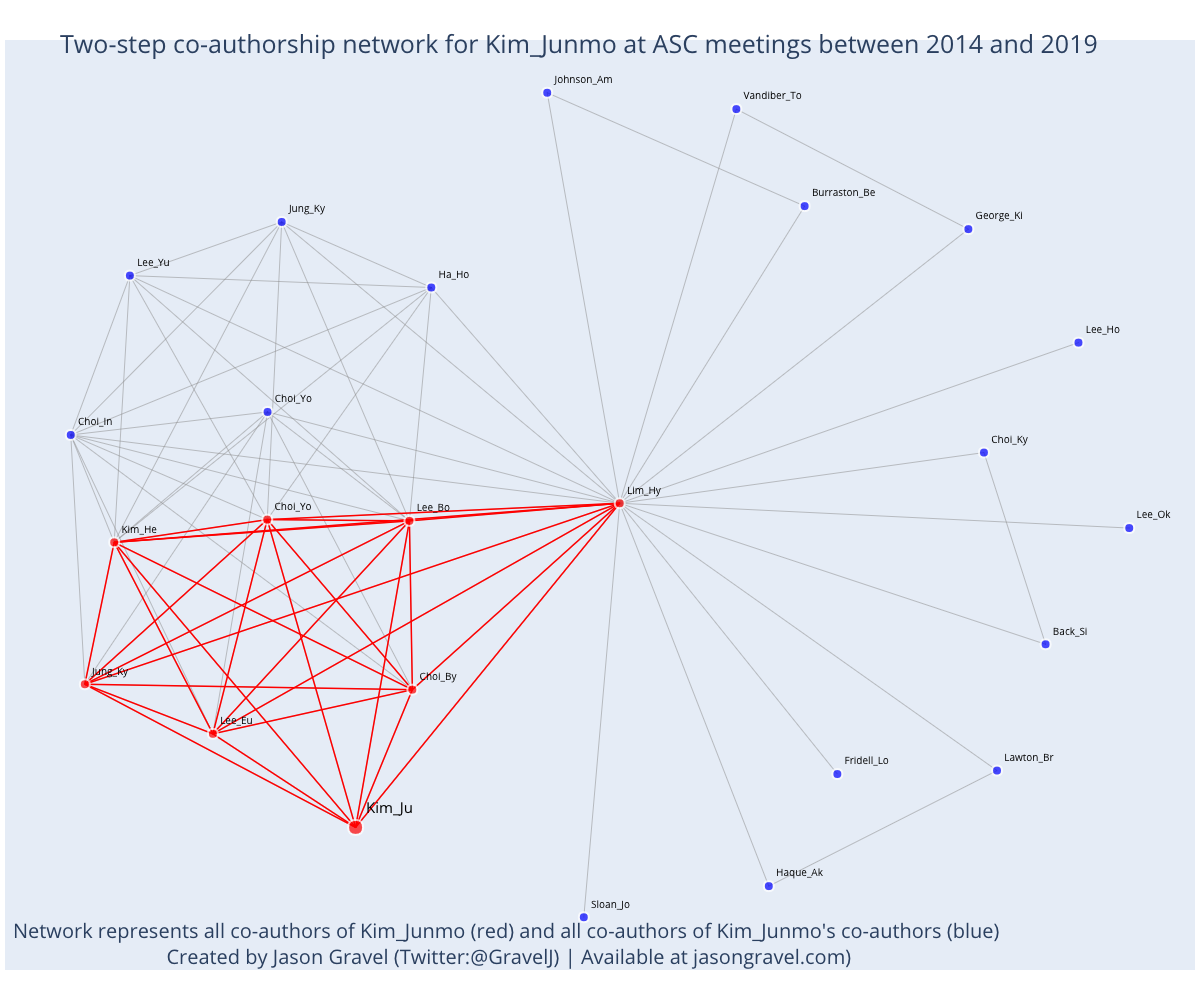 Two-step co-authorship network for Kim_Junmo at ASC meetings between 2014 and 2019
Johnson_Am
Vandiber_To
Burraston_Be
Jung_Ky
George_Ki
Lee_Yu
Ha_Ho
Lee_Ho
Choi_Yo
Choi_In
Choi_Ky
Lim_Hy
Choi_Yo
Lee_Bo
Lee_Ok
Kim_He
Back_Si
Jung_Ky
Choi_By
Lee_Eu
Fridell_Lo
Lawton_Br
Kim_Ju
Haque_Ak
Sloan_Jo
Network represents all co-authors of Kim_Junmo (red) and all co-authors of Kim_Junmo's co-authors (blue)
Created by Jason Gravel (Twitter:@GravelJ) | Available at jasongravel.com)